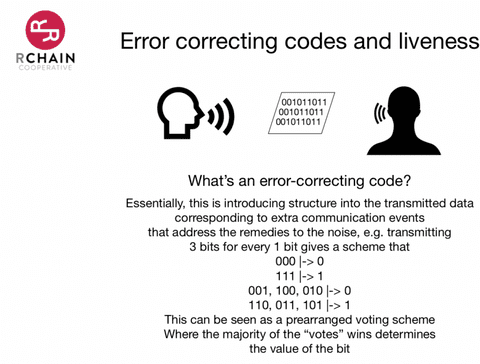 RCHAIN
COOPERATIVE
Error correcting codes and liveness
001011011
001011011
001011011
What's an error-correcting code?
Essentially, this is introducing structure into the transmitted data
corresponding to extra communication events
that address the remedies to the noise, e.g. transmitting
3 bits for every 1 bit gives a scheme that
000 |-> 0
111 |-> 1
001, 100, 010 |-> 0
110, 011, 101 |-> 1
This can be seen as a prearranged voting scheme
Where the majority of the “votes” wins determines
the value of the bit